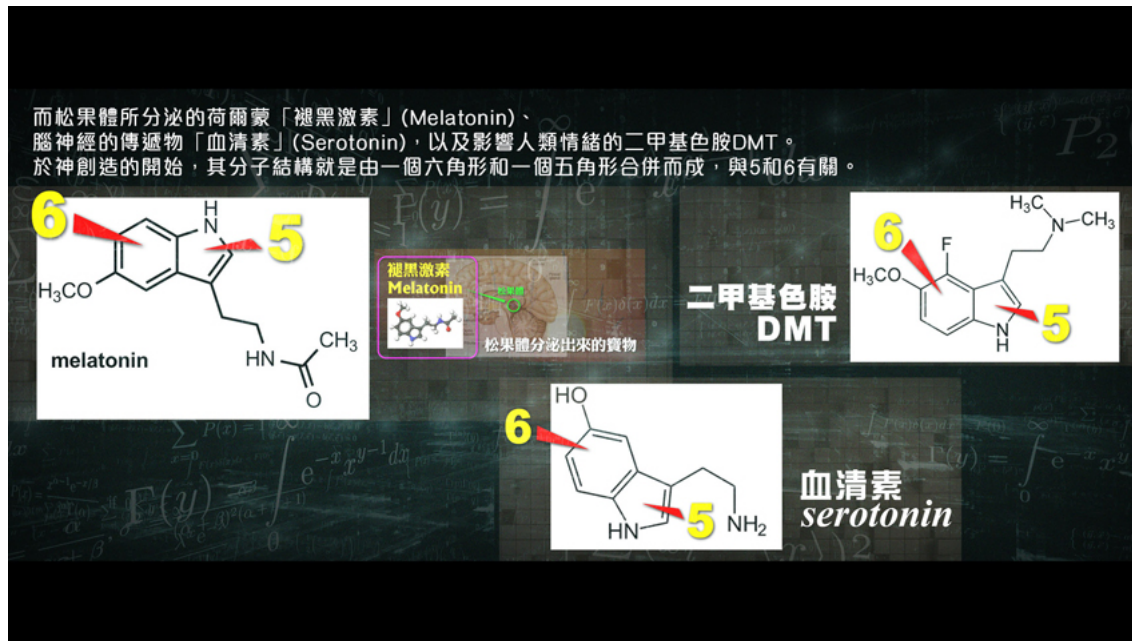 而松果體所分泌的荷爾蒙「褪黑激素」(Melatonin)、
腦神經的傳遞物「血清素」(Serotonin),以及影響人類情緒的二甲基色胺DMT。
於神創造的開始,其分子結構就是由一個六角形和一個五角形合併而成,與5和6有關。
6
5
H
N
H₃CO
HN
CH₃
O
melatonin
褪黑激素
Melatonin
松果體
松果體分泌出來的寶物
二甲基色胺
DMT
H₃C
N
CH₃
6
F
H₃CO
5
N
H
HO
6
5
HN
NH₂
血清素
serotonin
P₂
Γ(y) =